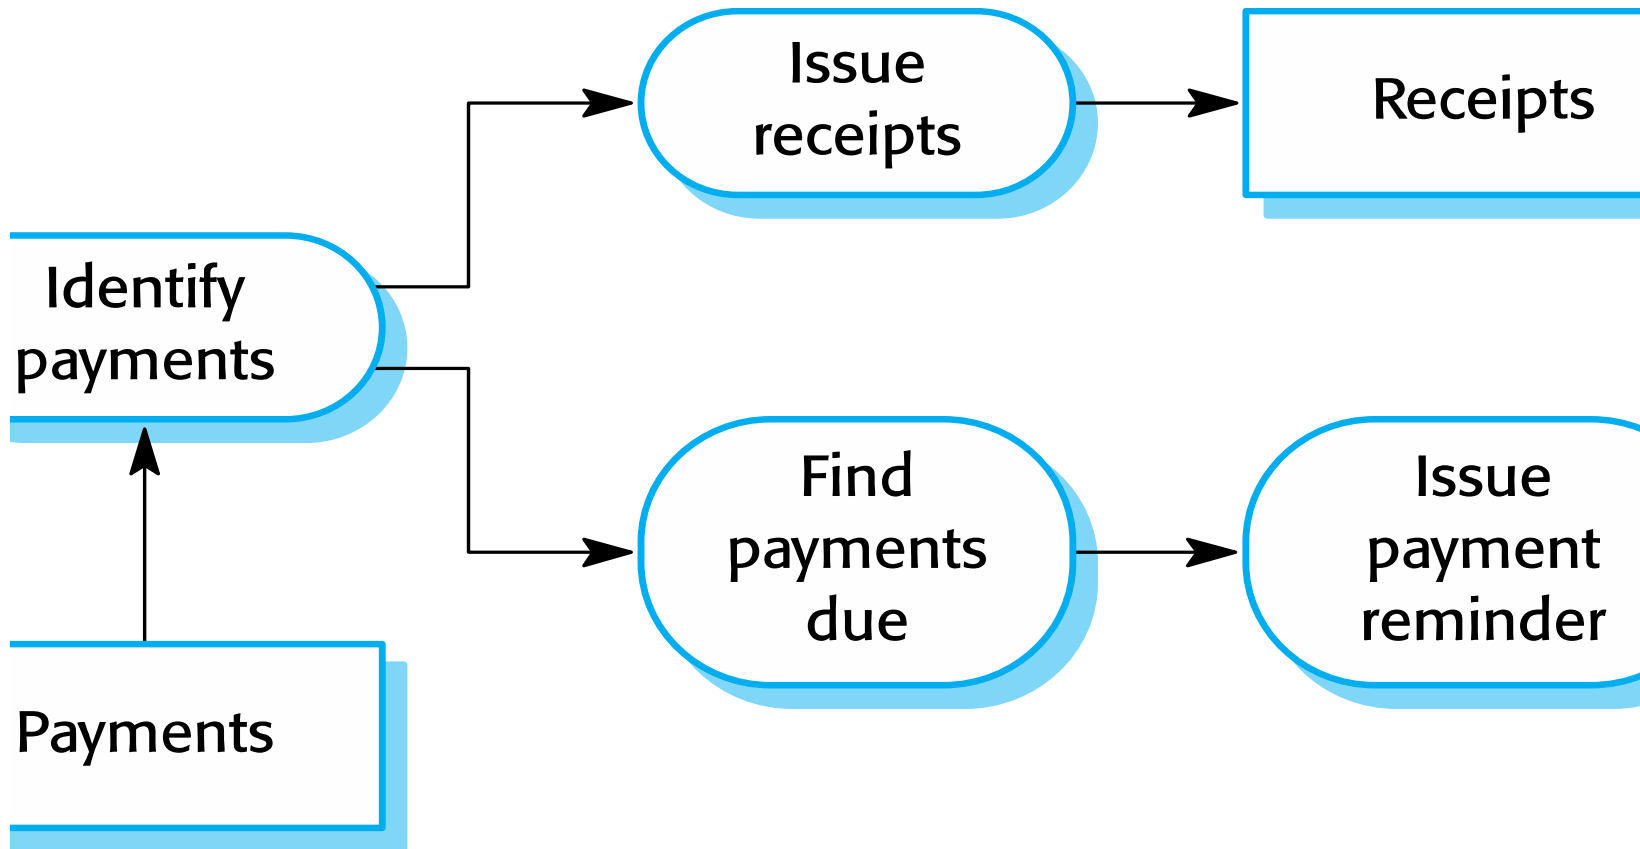 Issue
receipts
Receipts
Identify
payments
Find
payments
due
Issue
payment
reminder
Payments